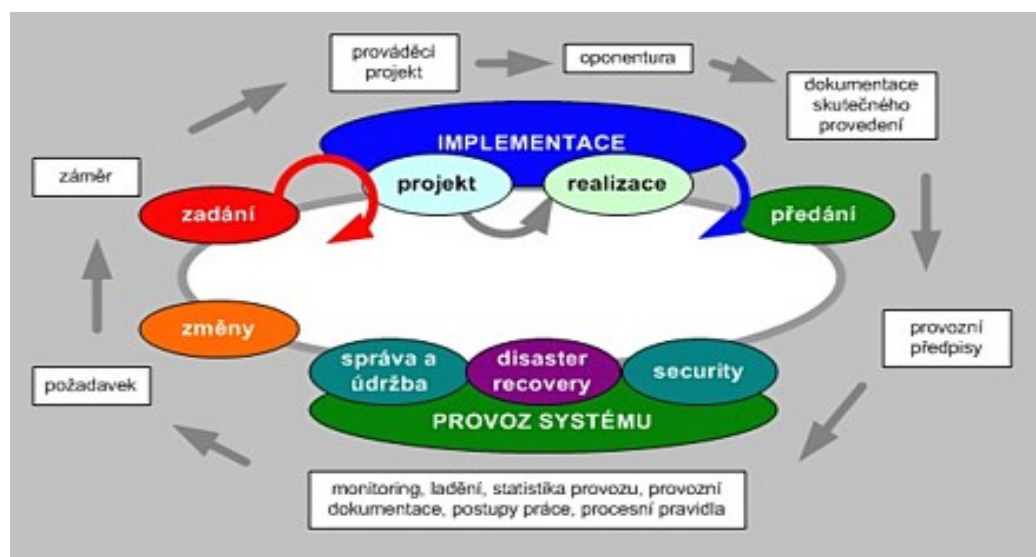 prováděcí
projekt
oponentura
dokumentace
skutečného
provedení
IMPLEMENTACE
záměr
projekt
realizace
zadání
předání
změny
provozní
předpisy
správa a
údržba
disaster
recovery
security
požadavek
PROVOZ SYSTÉMU
monitoring, ladění, statistika provozu, provozní
dokumentace, postupy práce, procesní pravidla